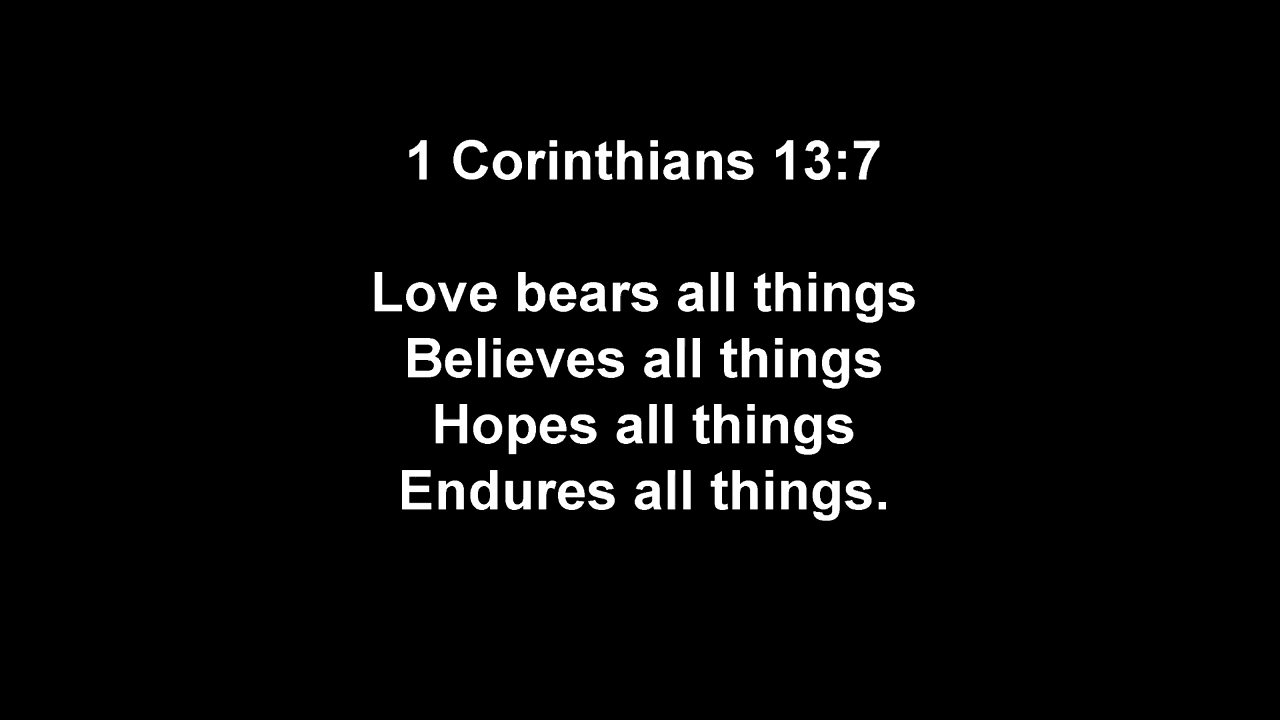 1 Corinthians 13:7
Love bears all things
Believes all things
Hopes all things
Endures all things.